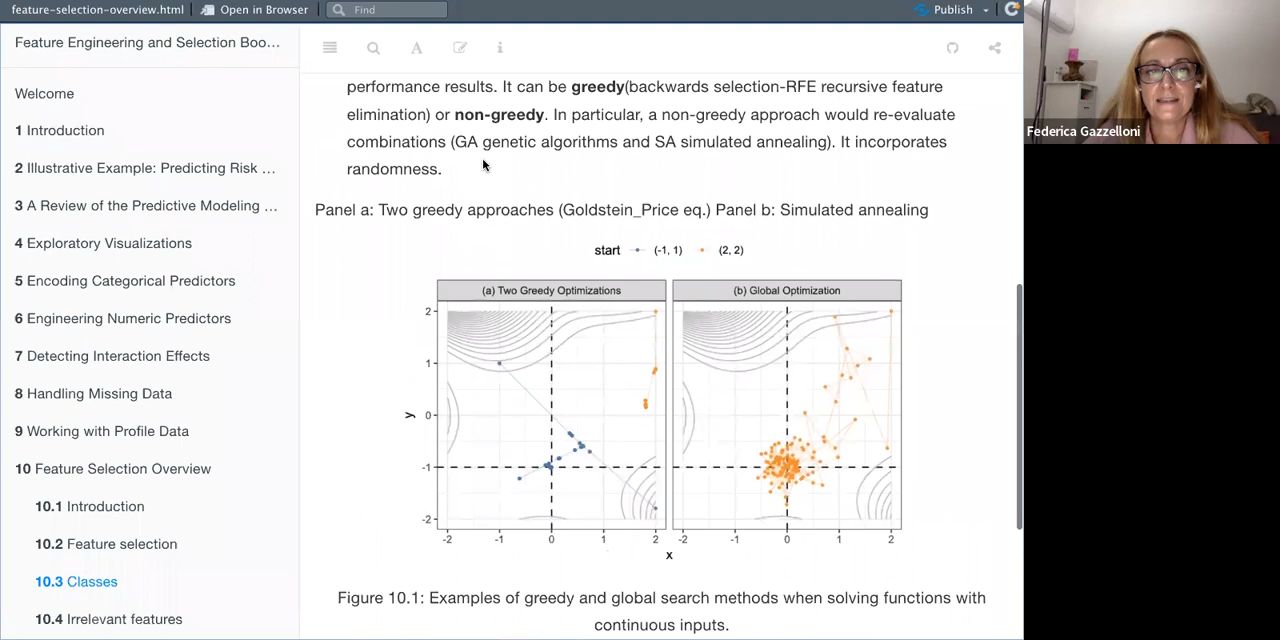 feature-selection-overview.html
Open in Browser
Find
Publish
Feature Engineering and Selection Boo…
Welcome
1 Introduction
2 Illustrative Example: Predicting Risk …
3 A Review of the Predictive Modeling …
4 Exploratory Visualizations
5 Encoding Categorical Predictors
6 Engineering Numeric Predictors
7 Detecting Interaction Effects
8 Handling Missing Data
9 Working with Profile Data
10 Feature Selection Overview
10.1 Introduction
10.2 Feature selection
10.3 Classes
10.4 Irrelevant features
A
i
performance results. It can be greedy(backwards selection-RFE recursive feature
elimination) or non-greedy. In particular, a non-greedy approach would re-evaluate
combinations (GA genetic algorithms and SA simulated annealing). It incorporates
randomness.
Panel a: Two greedy approaches (Goldstein_Price eq.) Panel b: Simulated annealing
start (-1, 1) (2, 2)
(a) Two Greedy Optimizations
(b) Global Optimization
2
1
0
-1
-2
y
-2 -1 0 1 2
-2 -1 0 1 2
x
Figure 10.1: Examples of greedy and global search methods when solving functions with
continuous inputs.
Federica Gazzelloni